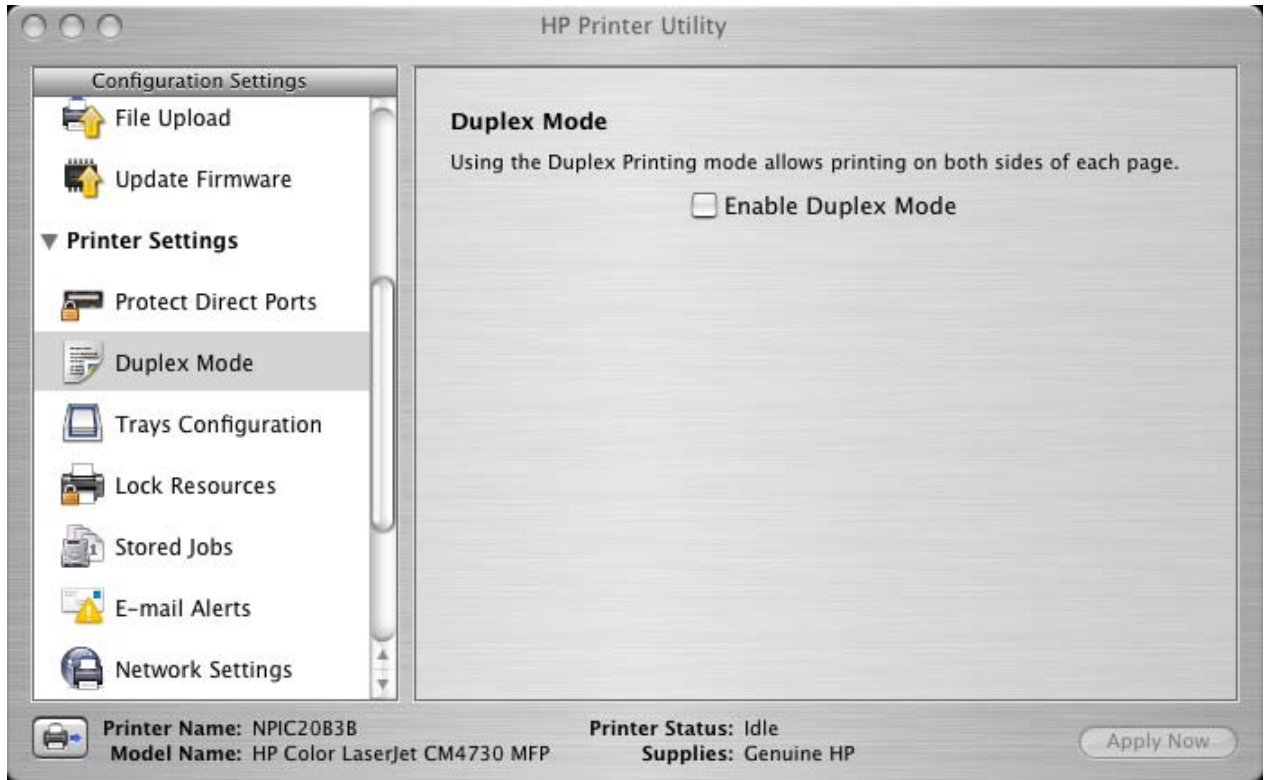 HP Printer Utility
Configuration Settings
File Upload
Update Firmware
Printer Settings
Protect Direct Ports
Duplex Mode
Trays Configuration
Lock Resources
1
Stored Jobs
E-mail Alerts
Network Settings
Duplex Mode
Using the Duplex Printing mode allows printing on both sides of each page.
Enable Duplex Mode
Printer Name: NPIC20B3B
Model Name: HP Color LaserJet CM4730 MFP
Printer Status: Idle
Supplies: Genuine HP
Apply Now